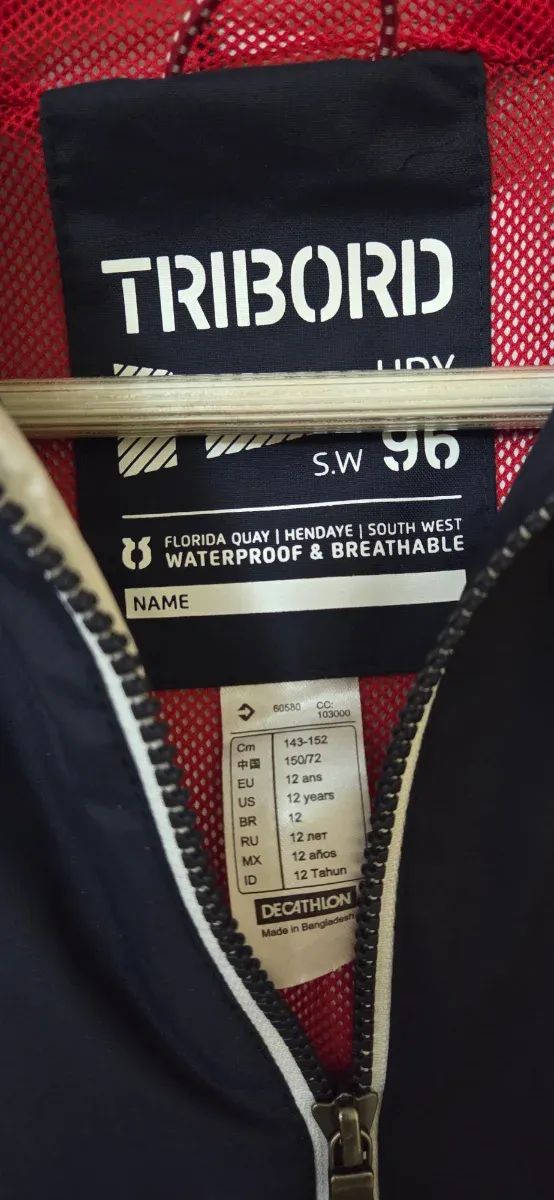 TRIBORD
S.W 96
FLORIDA QUAY | HENDAYE | SOUTH WEST
WATERPROOF & BREATHABLE
NAME
60580 CC: 103000
Cm 143-152
中国 150/72
EU 12 ans
US 12 years
BR 12
RU 12 лет
MX 12 años
ID 12 Tahun
DECATHLON
Made in Bangladesh